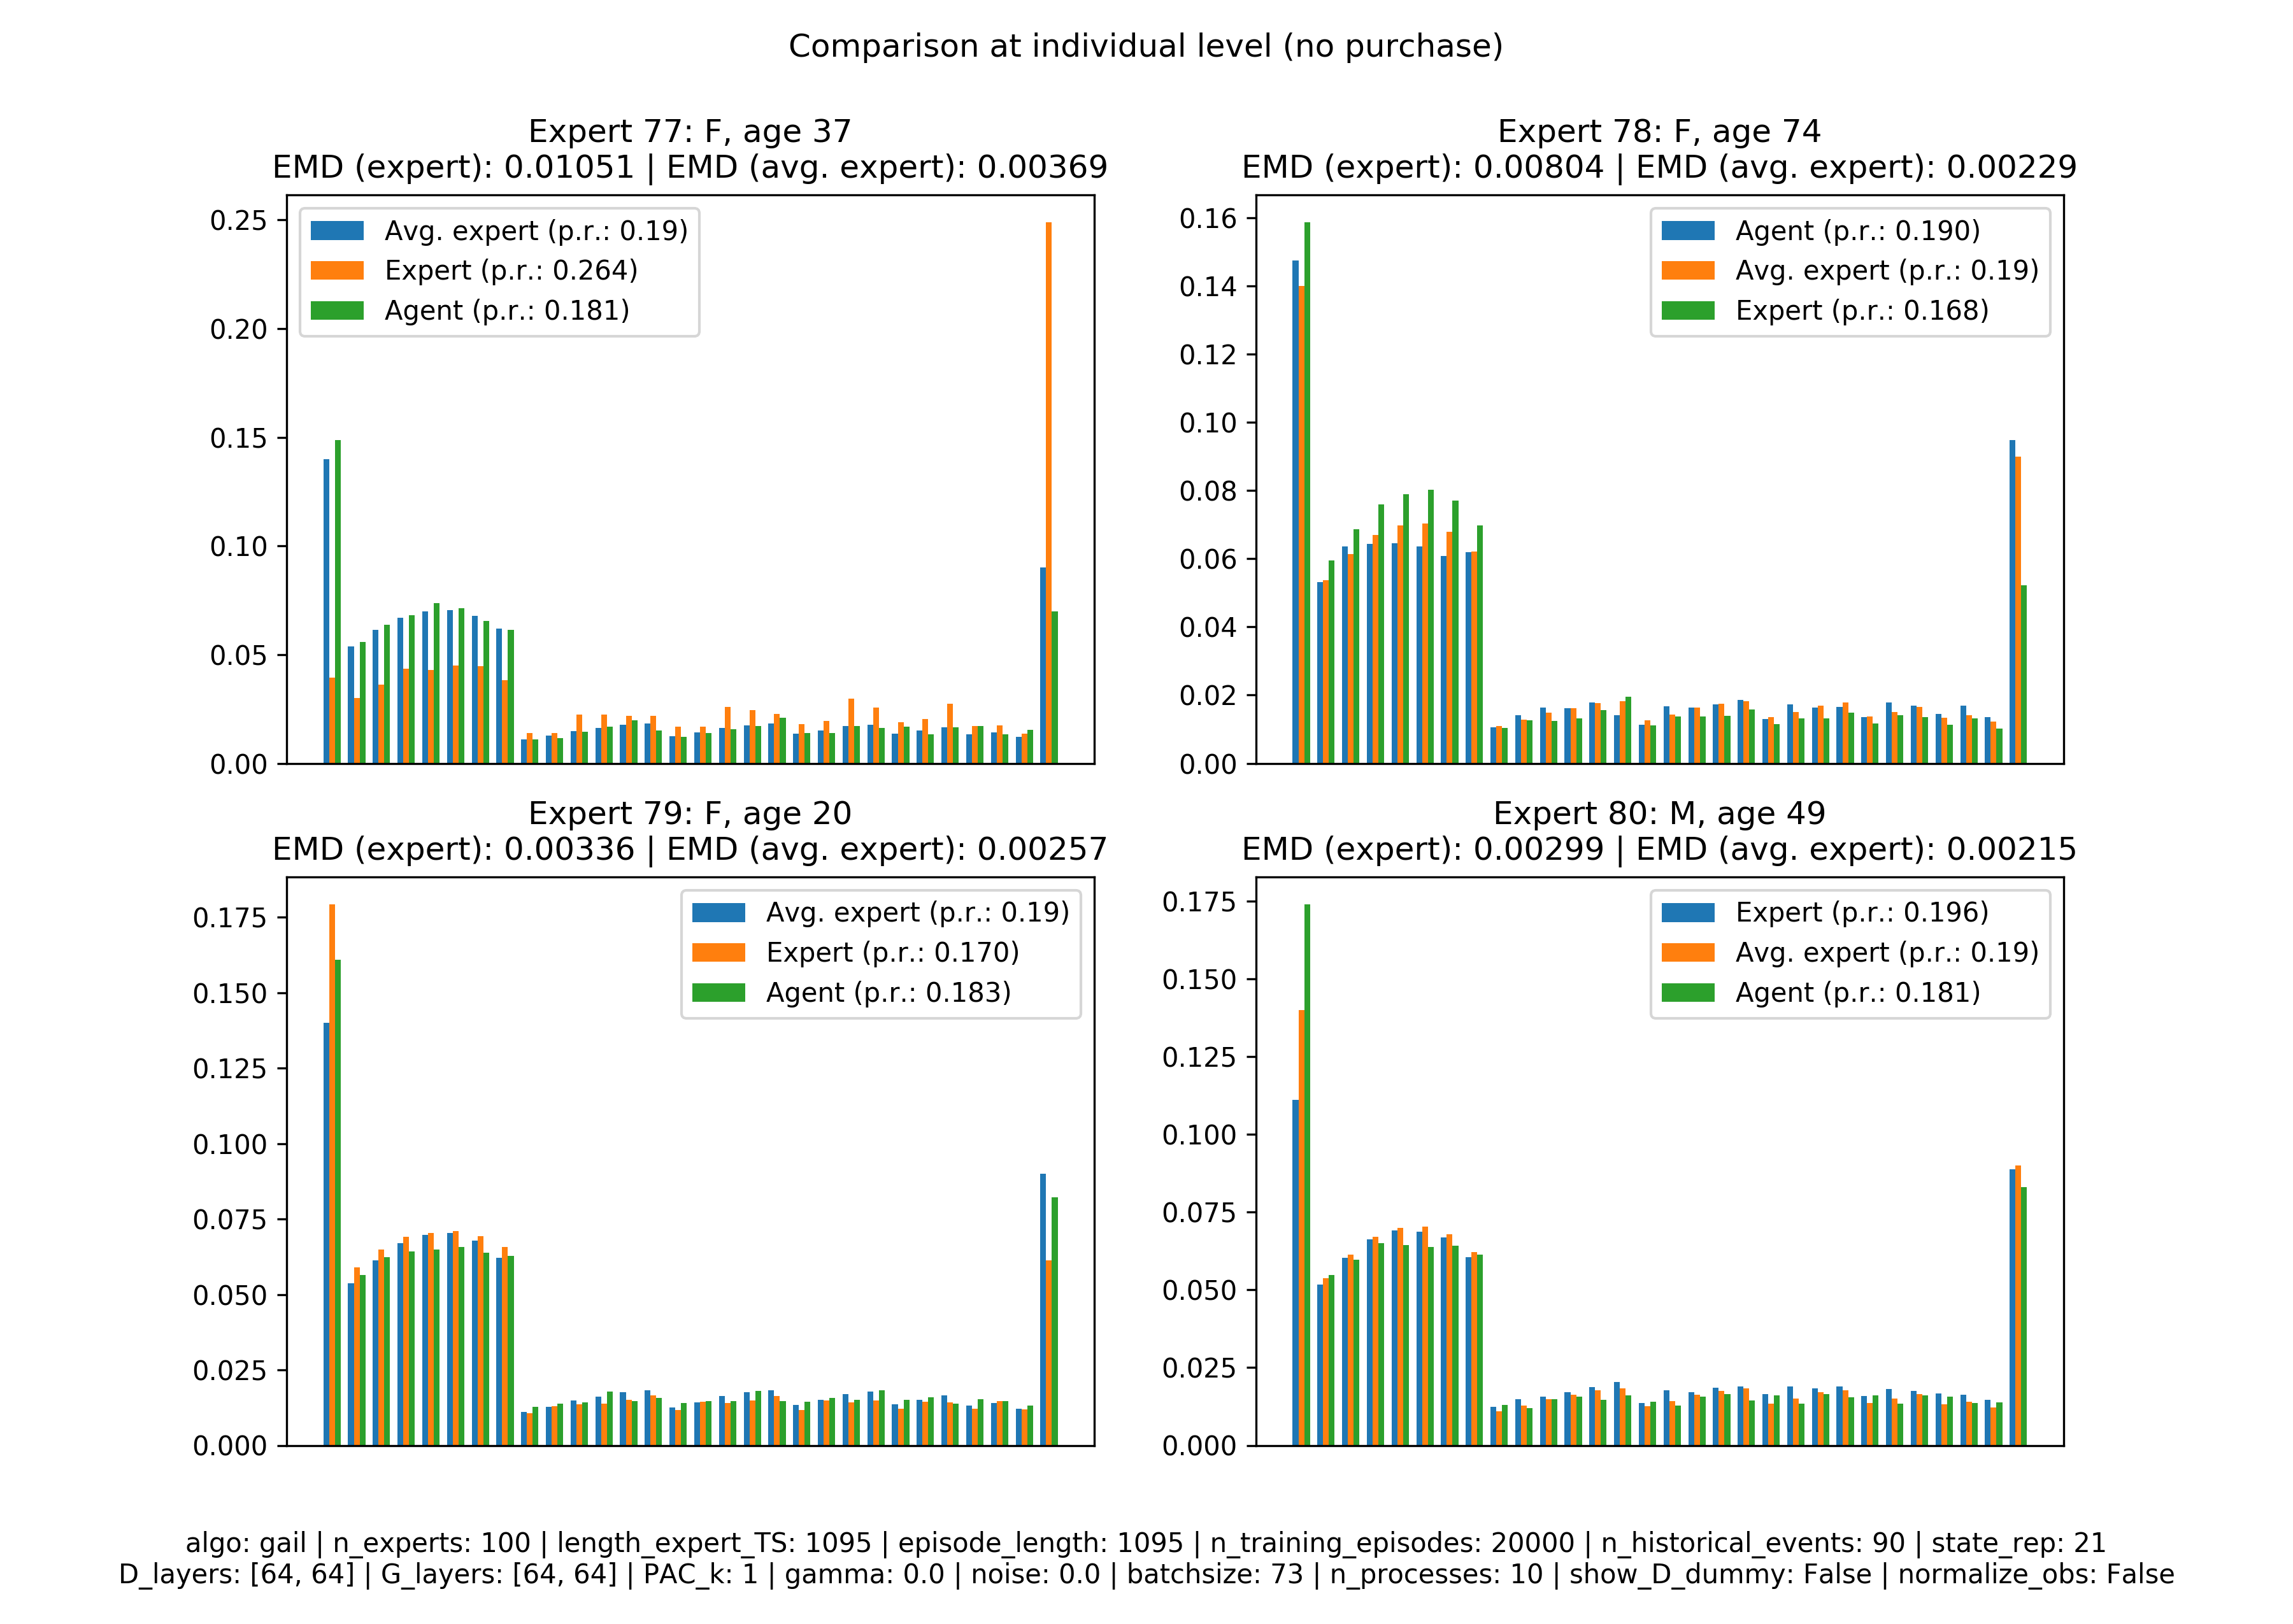 Comparison at individual level (no purchase)
Expert 77: F, age 37
EMD (expert): 0.01051 | EMD (avg. expert): 0.00369
0.25
0.20
0.15
0.10
0.05
0.00
Avg. expert (p.r.: 0.19)
Expert (p.r.: 0.264)
Agent (p.r.: 0.181)
Expert 78: F, age 74
EMD (expert): 0.00804 | EMD (avg. expert): 0.00229
0.16
0.14
0.12
0.10
0.08
0.06
0.04
0.02
0.00
Agent (p.r.: 0.190)
Avg. expert (p.r.: 0.19)
Expert (p.r.: 0.168)
Expert 79: F, age 20
EMD (expert): 0.00336 | EMD (avg. expert): 0.00257
0.175
0.150
0.125
0.100
0.075
0.050
0.025
0.000
Avg. expert (p.r.: 0.19)
Expert (p.r.: 0.170)
Agent (p.r.: 0.183)
Expert 80: M, age 49
EMD (expert): 0.00299 | EMD (avg. expert): 0.00215
0.175
0.150
0.125
0.100
0.075
0.050
0.025
0.000
Expert (p.r.: 0.196)
Avg. expert (p.r.: 0.19)
Agent (p.r.: 0.181)
algo: gail | n_experts: 100 | length_expert_TS: 1095 | episode_length: 1095 | n_training_episodes: 20000 | n_historical_events: 90 | state_rep: 21
D_layers: [64, 64] | G_layers: [64, 64] | PAC_k: 1 | gamma: 0.0 | noise: 0.0 | batchsize: 73 | n_processes: 10 | show_D_dummy: False | normalize_obs: False